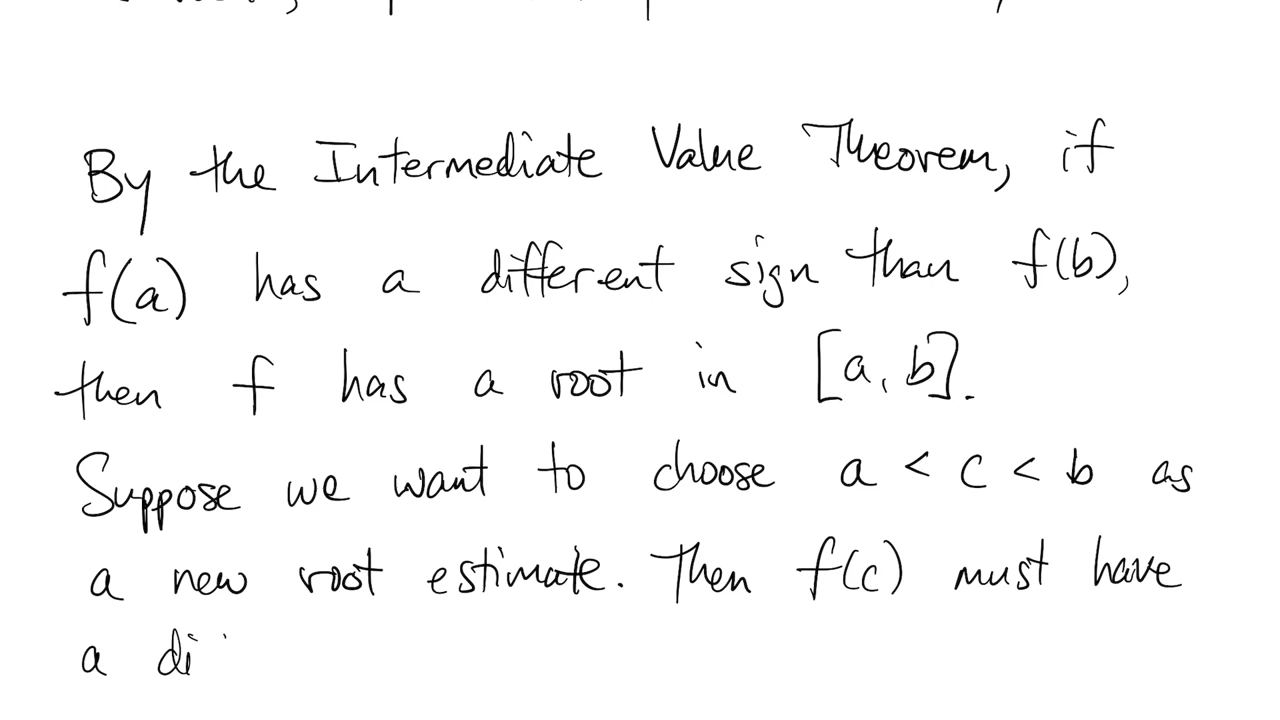 By the Intermediate Value Theorem, if
f(a) has a different sign than f(b),
then f has a root in [a, b].
Suppose we want to choose a < c < b as
a new root estimate. Then f(c) must have
a di